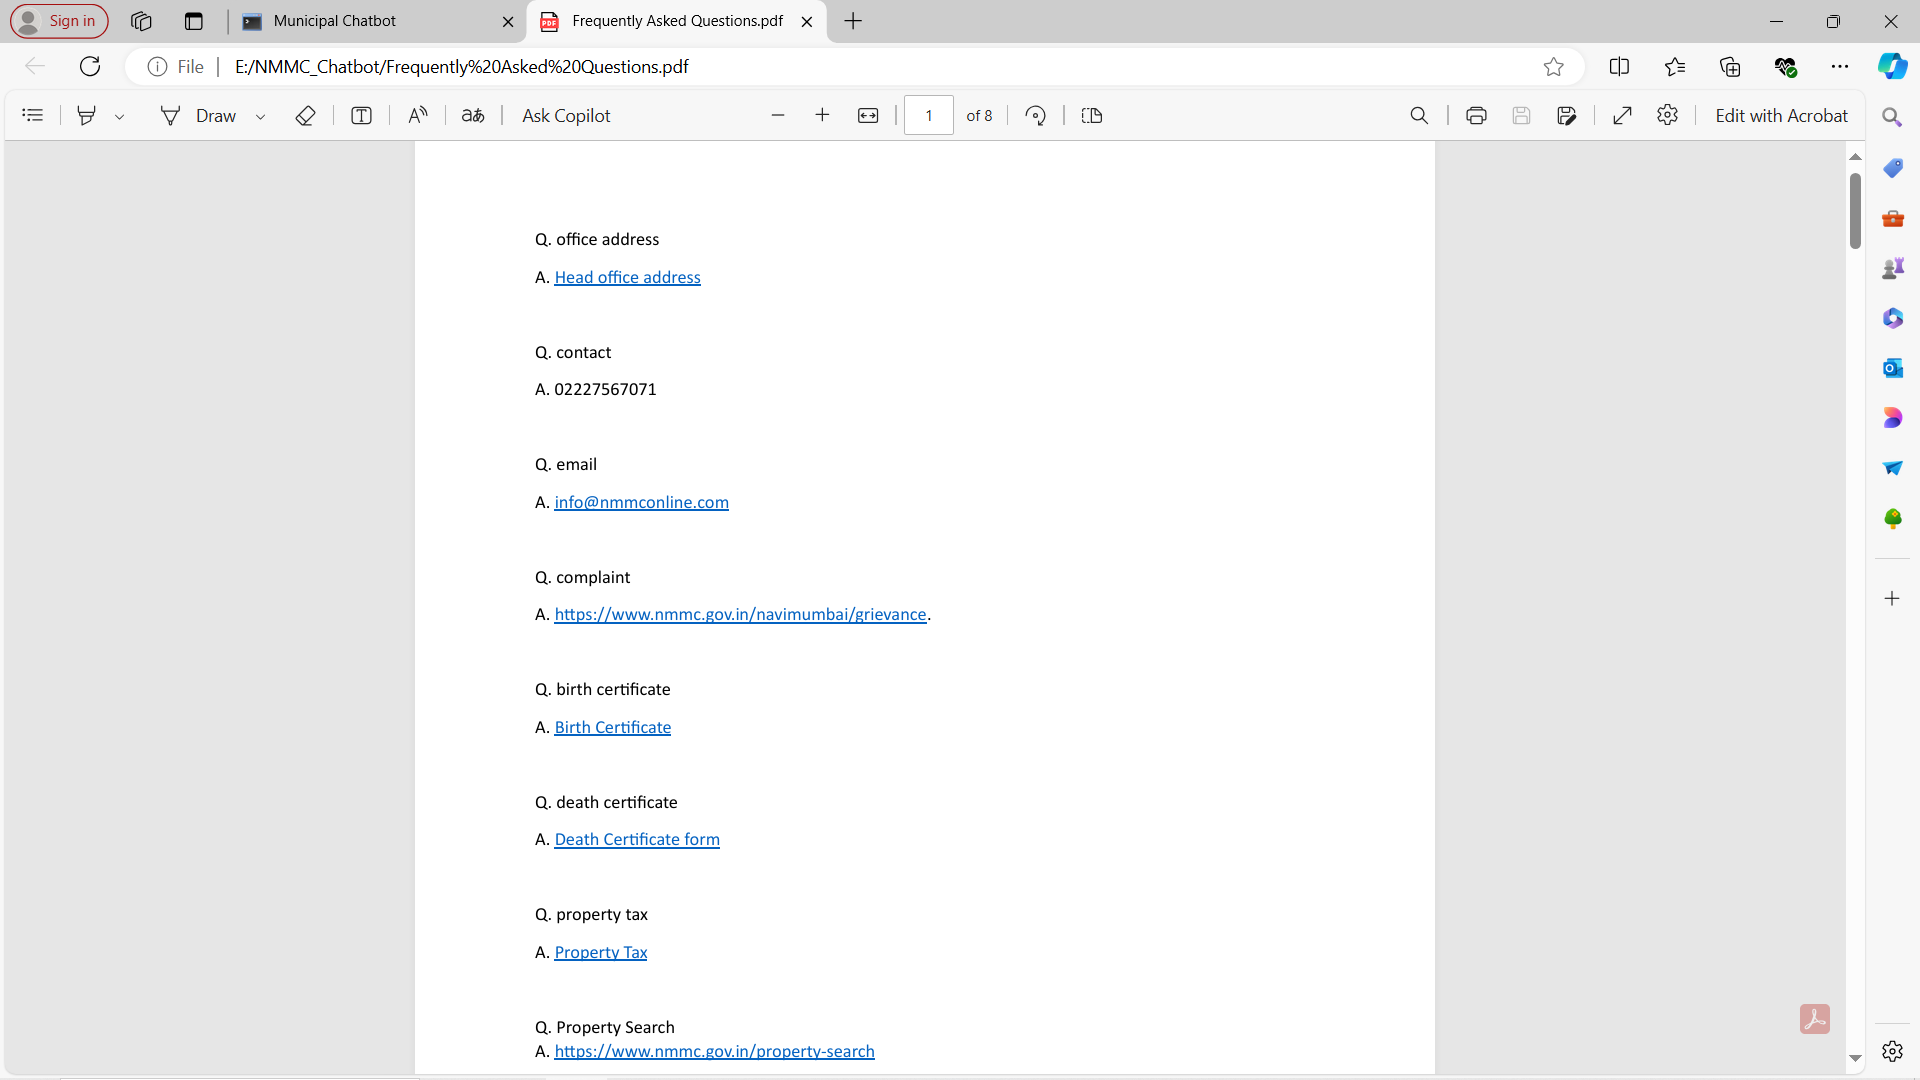 Sign in
Municipal Chatbot
Frequently Asked Questions.pdf
File
E:/NMMC_Chatbot/Frequently%20Asked%20Questions.pdf
Draw
Ask Copilot
1
of 8
Edit with Acrobat
Q. office address
A. Head office address
Q. contact
A. 02227567071
Q. email
A. info@nmmconline.com
Q. complaint
A. https://www.nmmc.gov.in/navimumbai/grievance.
Q. birth certificate
A. Birth Certificate
Q. death certificate
A. Death Certificate form
Q. property tax
A. Property Tax
Q. Property Search
A. https://www.nmmc.gov.in/property-search